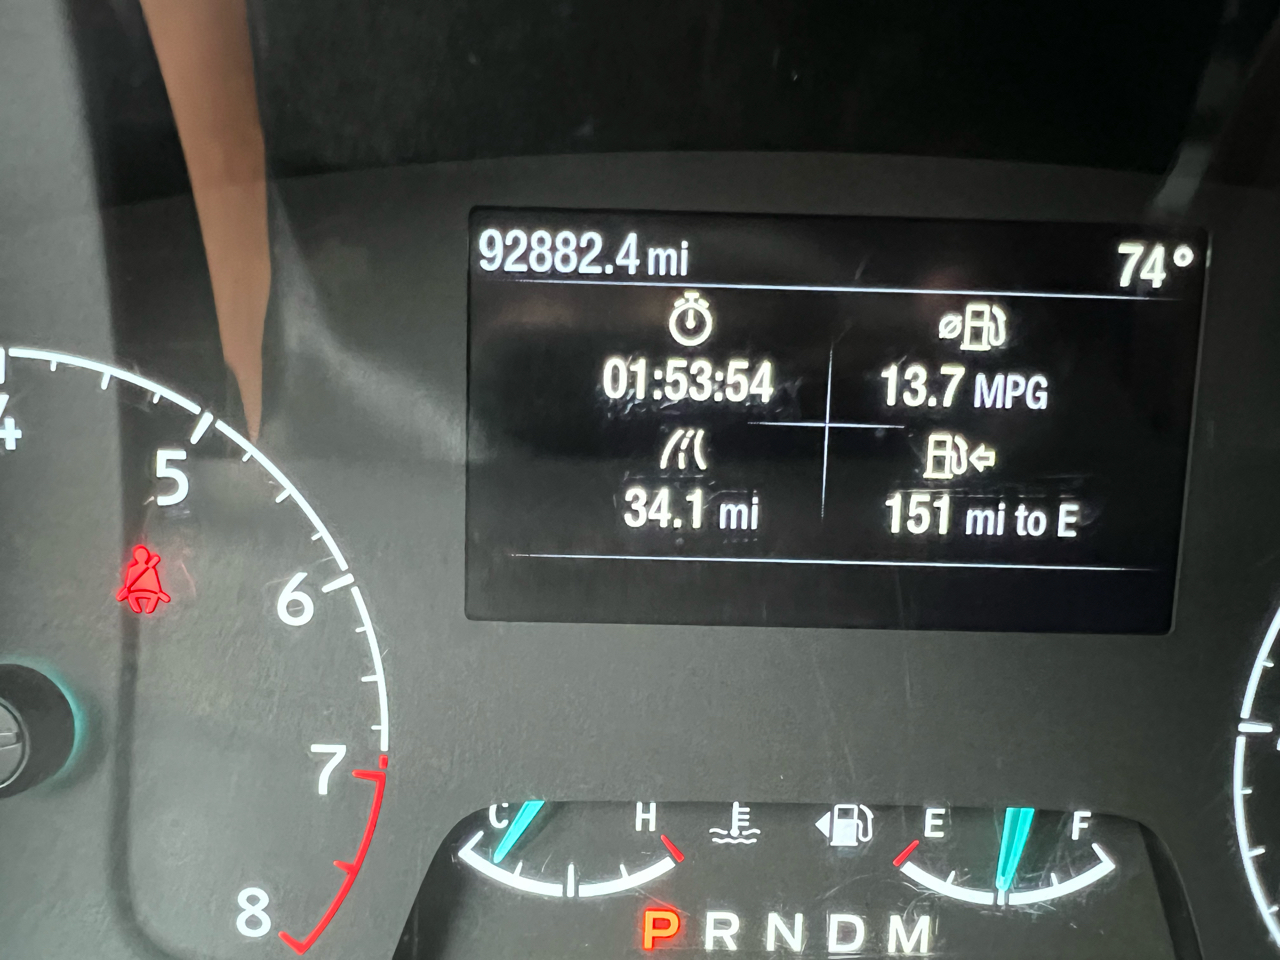 92882.4 mi 74°
01:53:54 ø 13.7 MPG
34.1 mi 151 mi to E
4
5
6
7
8
C H E F
P R N D M